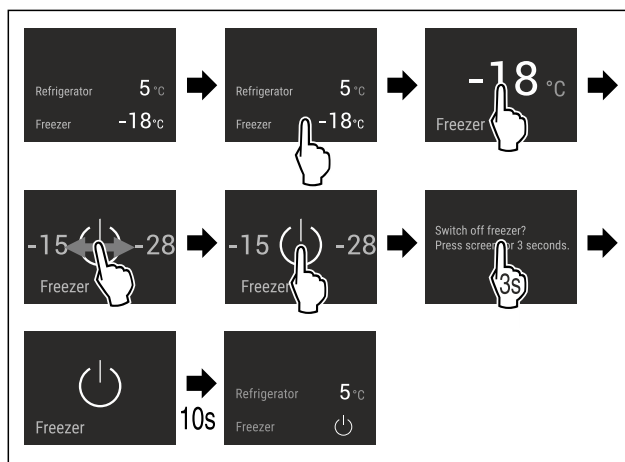 Refrigerator 5 °C
Freezer -18°C
Refrigerator 5 °C
Freezer -18°C
-18 °C
Freezer
-15 -28
Freezer
-15 -28
Freezer
Switch off freezer?
Press screen for 3 seconds.
3s
Freezer
10s
Refrigerator 5 °C
Freezer